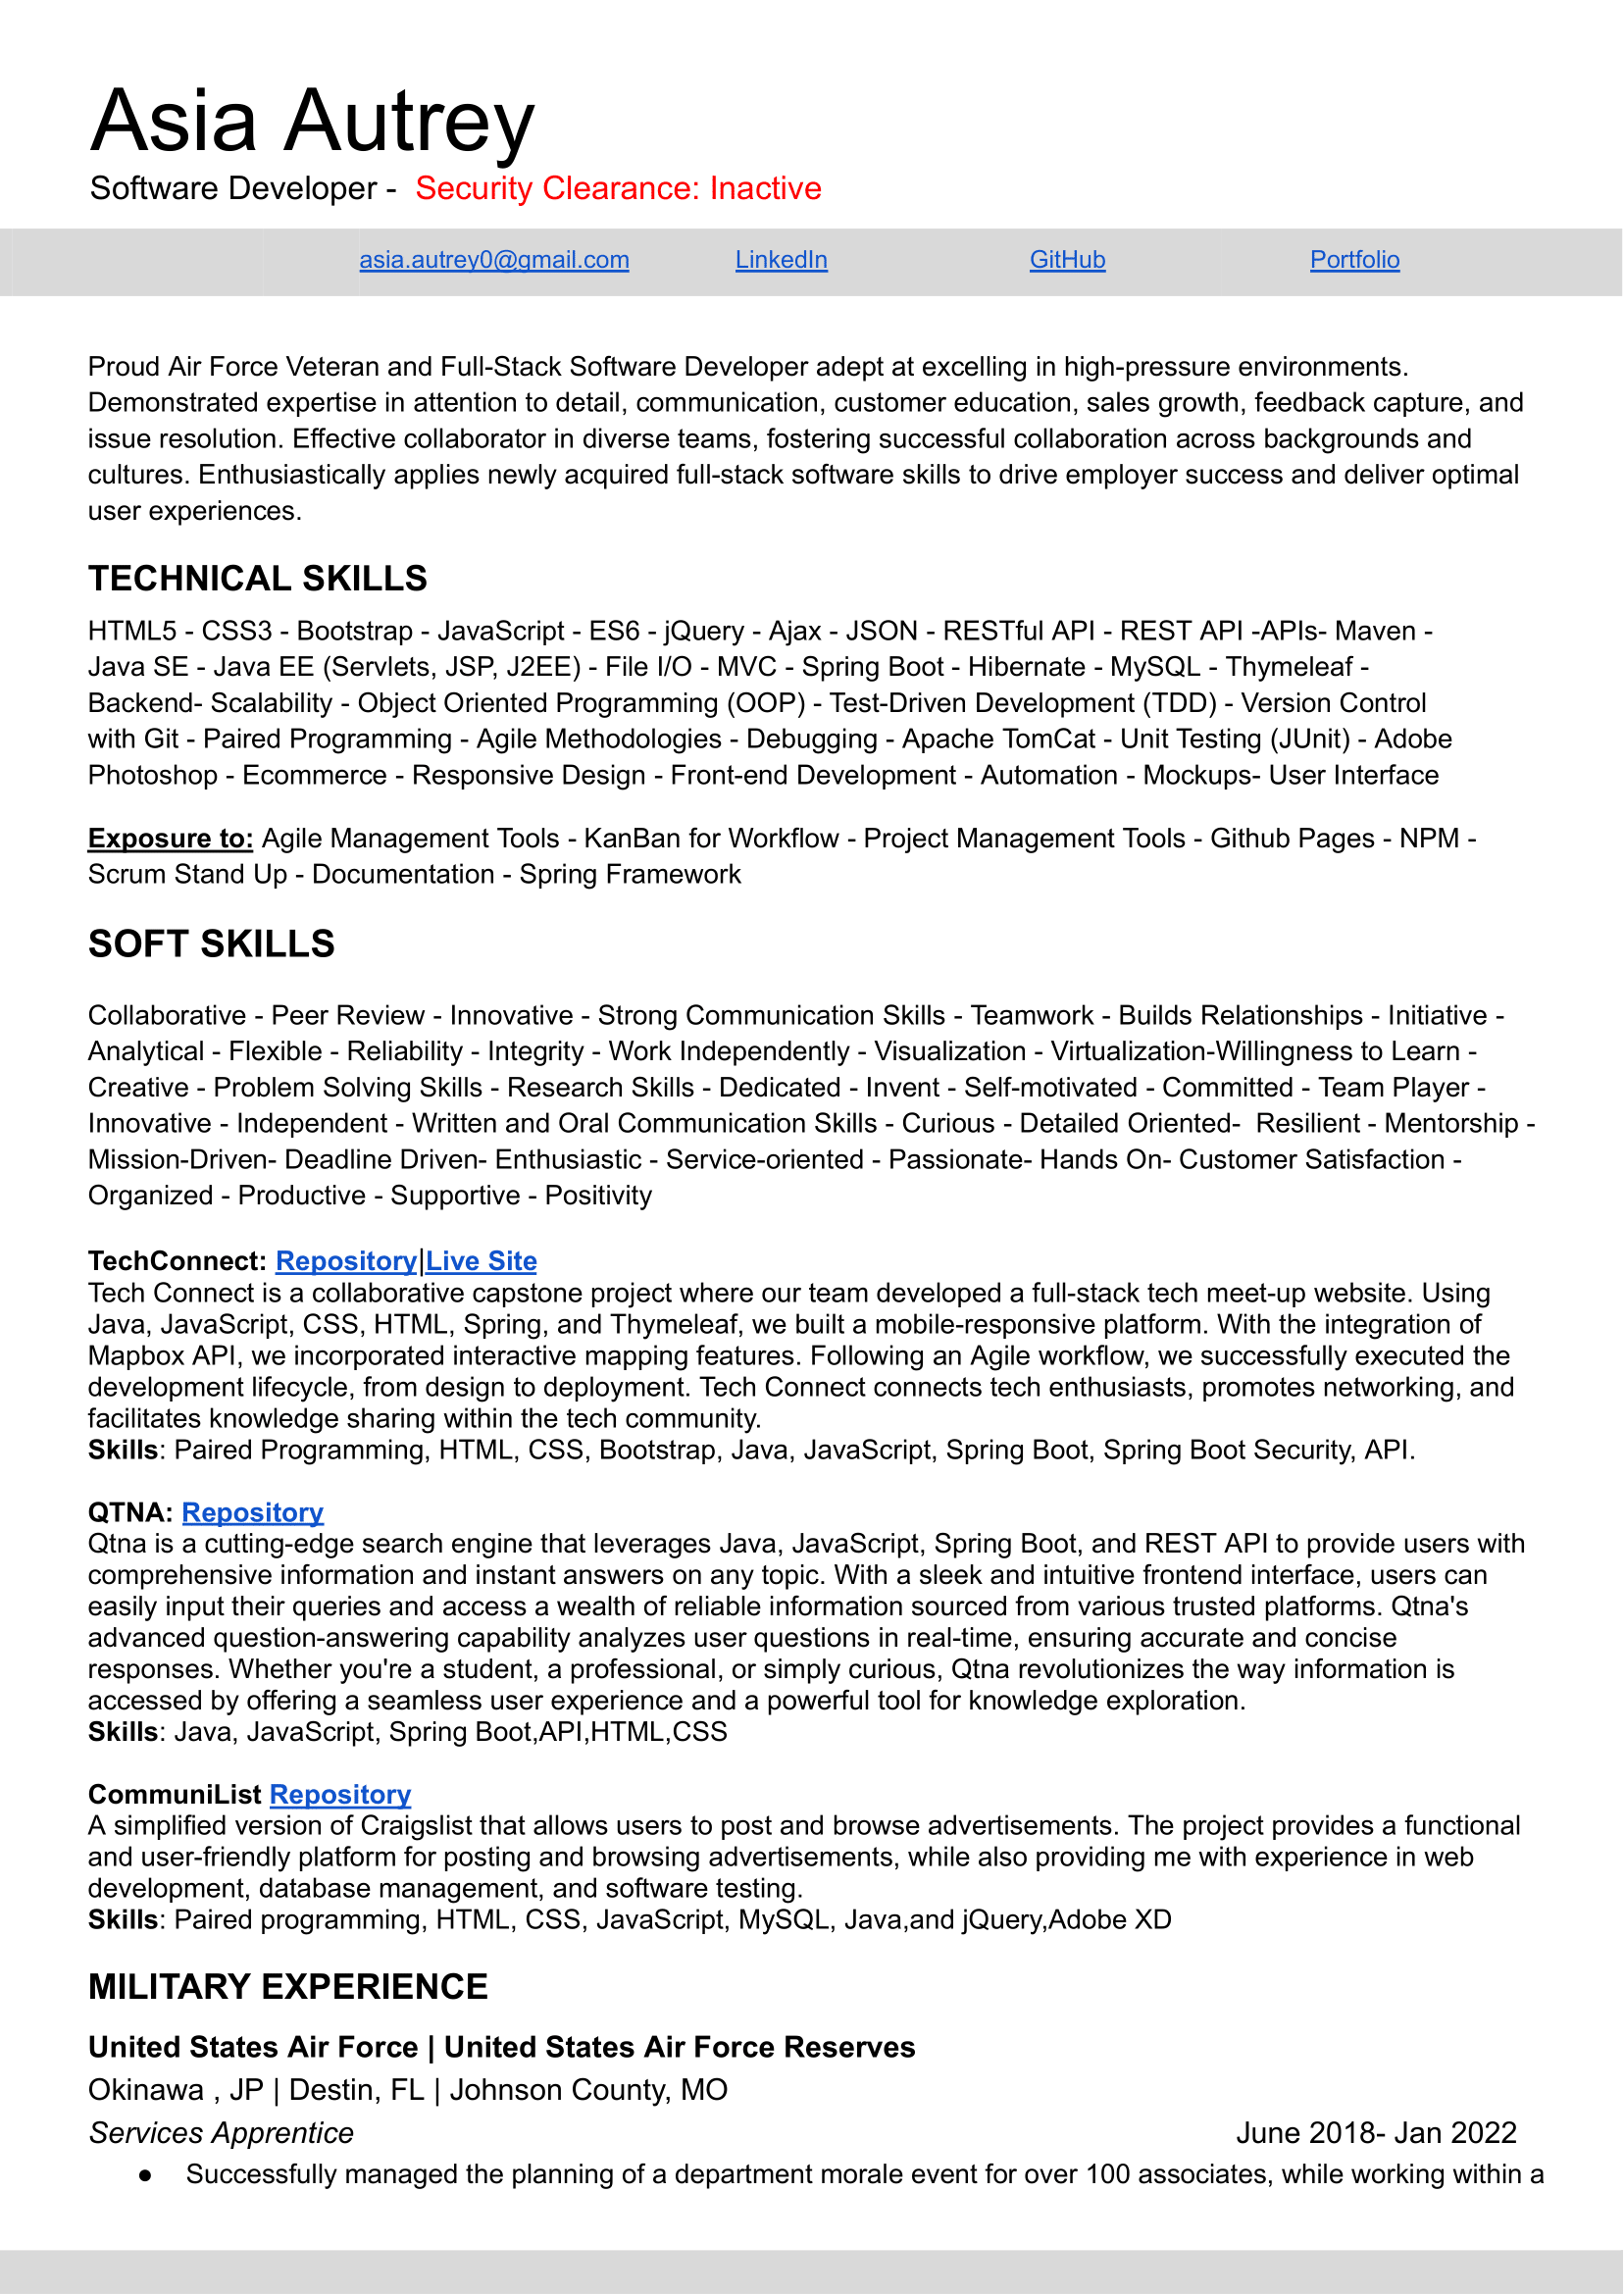 Asia Autrey
Software Developer -  Security Clearance: Inactive
asia.autrey0@gmail.com LinkedIn GitHub Portfolio
Proud Air Force Veteran and Full-Stack Software Developer adept at excelling in high-pressure environments.
Demonstrated expertise in attention to detail, communication, customer education, sales growth, feedback capture, and
issue resolution. Effective collaborator in diverse teams, fostering successful collaboration across backgrounds and
cultures. Enthusiastically applies newly acquired full-stack software skills to drive employer success and deliver optimal
user experiences.
TECHNICAL SKILLS
HTML5 - CSS3 - Bootstrap - JavaScript - ES6 - jQuery - Ajax - JSON - RESTful API - REST API -APIs- Maven -
Java SE - Java EE (Servlets, JSP, J2EE) - File I/O - MVC - Spring Boot - Hibernate - MySQL - Thymeleaf -
Backend- Scalability - Object Oriented Programming (OOP) - Test-Driven Development (TDD) - Version Control
with Git - Paired Programming - Agile Methodologies - Debugging - Apache TomCat - Unit Testing (JUnit) - Adobe
Photoshop - Ecommerce - Responsive Design - Front-end Development - Automation - Mockups- User Interface
Exposure to: Agile Management Tools - KanBan for Workflow - Project Management Tools - Github Pages - NPM -
Scrum Stand Up - Documentation - Spring Framework
SOFT SKILLS
Collaborative - Peer Review - Innovative - Strong Communication Skills - Teamwork - Builds Relationships - Initiative -
Analytical - Flexible - Reliability - Integrity - Work Independently - Visualization - Virtualization-Willingness to Learn -
Creative - Problem Solving Skills - Research Skills - Dedicated - Invent - Self-motivated - Committed - Team Player -
Innovative - Independent - Written and Oral Communication Skills - Curious - Detailed Oriented-  Resilient - Mentorship -
Mission-Driven- Deadline Driven- Enthusiastic - Service-oriented - Passionate- Hands On- Customer Satisfaction -
Organized - Productive - Supportive - Positivity
TechConnect: Repository|Live Site
Tech Connect is a collaborative capstone project where our team developed a full-stack tech meet-up website. Using
Java, JavaScript, CSS, HTML, Spring, and Thymeleaf, we built a mobile-responsive platform. With the integration of
Mapbox API, we incorporated interactive mapping features. Following an Agile workflow, we successfully executed the
development lifecycle, from design to deployment. Tech Connect connects tech enthusiasts, promotes networking, and
facilitates knowledge sharing within the tech community.
Skills: Paired Programming, HTML, CSS, Bootstrap, Java, JavaScript, Spring Boot, Spring Boot Security, API.
QTNA: Repository
Qtna is a cutting-edge search engine that leverages Java, JavaScript, Spring Boot, and REST API to provide users with
comprehensive information and instant answers on any topic. With a sleek and intuitive frontend interface, users can
easily input their queries and access a wealth of reliable information sourced from various trusted platforms. Qtna's
advanced question-answering capability analyzes user questions in real-time, ensuring accurate and concise
responses. Whether you're a student, a professional, or simply curious, Qtna revolutionizes the way information is
accessed by offering a seamless user experience and a powerful tool for knowledge exploration.
Skills: Java, JavaScript, Spring Boot,API,HTML,CSS
CommuniList Repository
A simplified version of Craigslist that allows users to post and browse advertisements. The project provides a functional
and user-friendly platform for posting and browsing advertisements, while also providing me with experience in web
development, database management, and software testing.
Skills: Paired programming, HTML, CSS, JavaScript, MySQL, Java,and jQuery,Adobe XD
MILITARY EXPERIENCE
United States Air Force | United States Air Force Reserves
Okinawa , JP | Destin, FL | Johnson County, MO
Services Apprentice June 2018- Jan 2022
● Successfully managed the planning of a department morale event for over 100 associates, while working within a